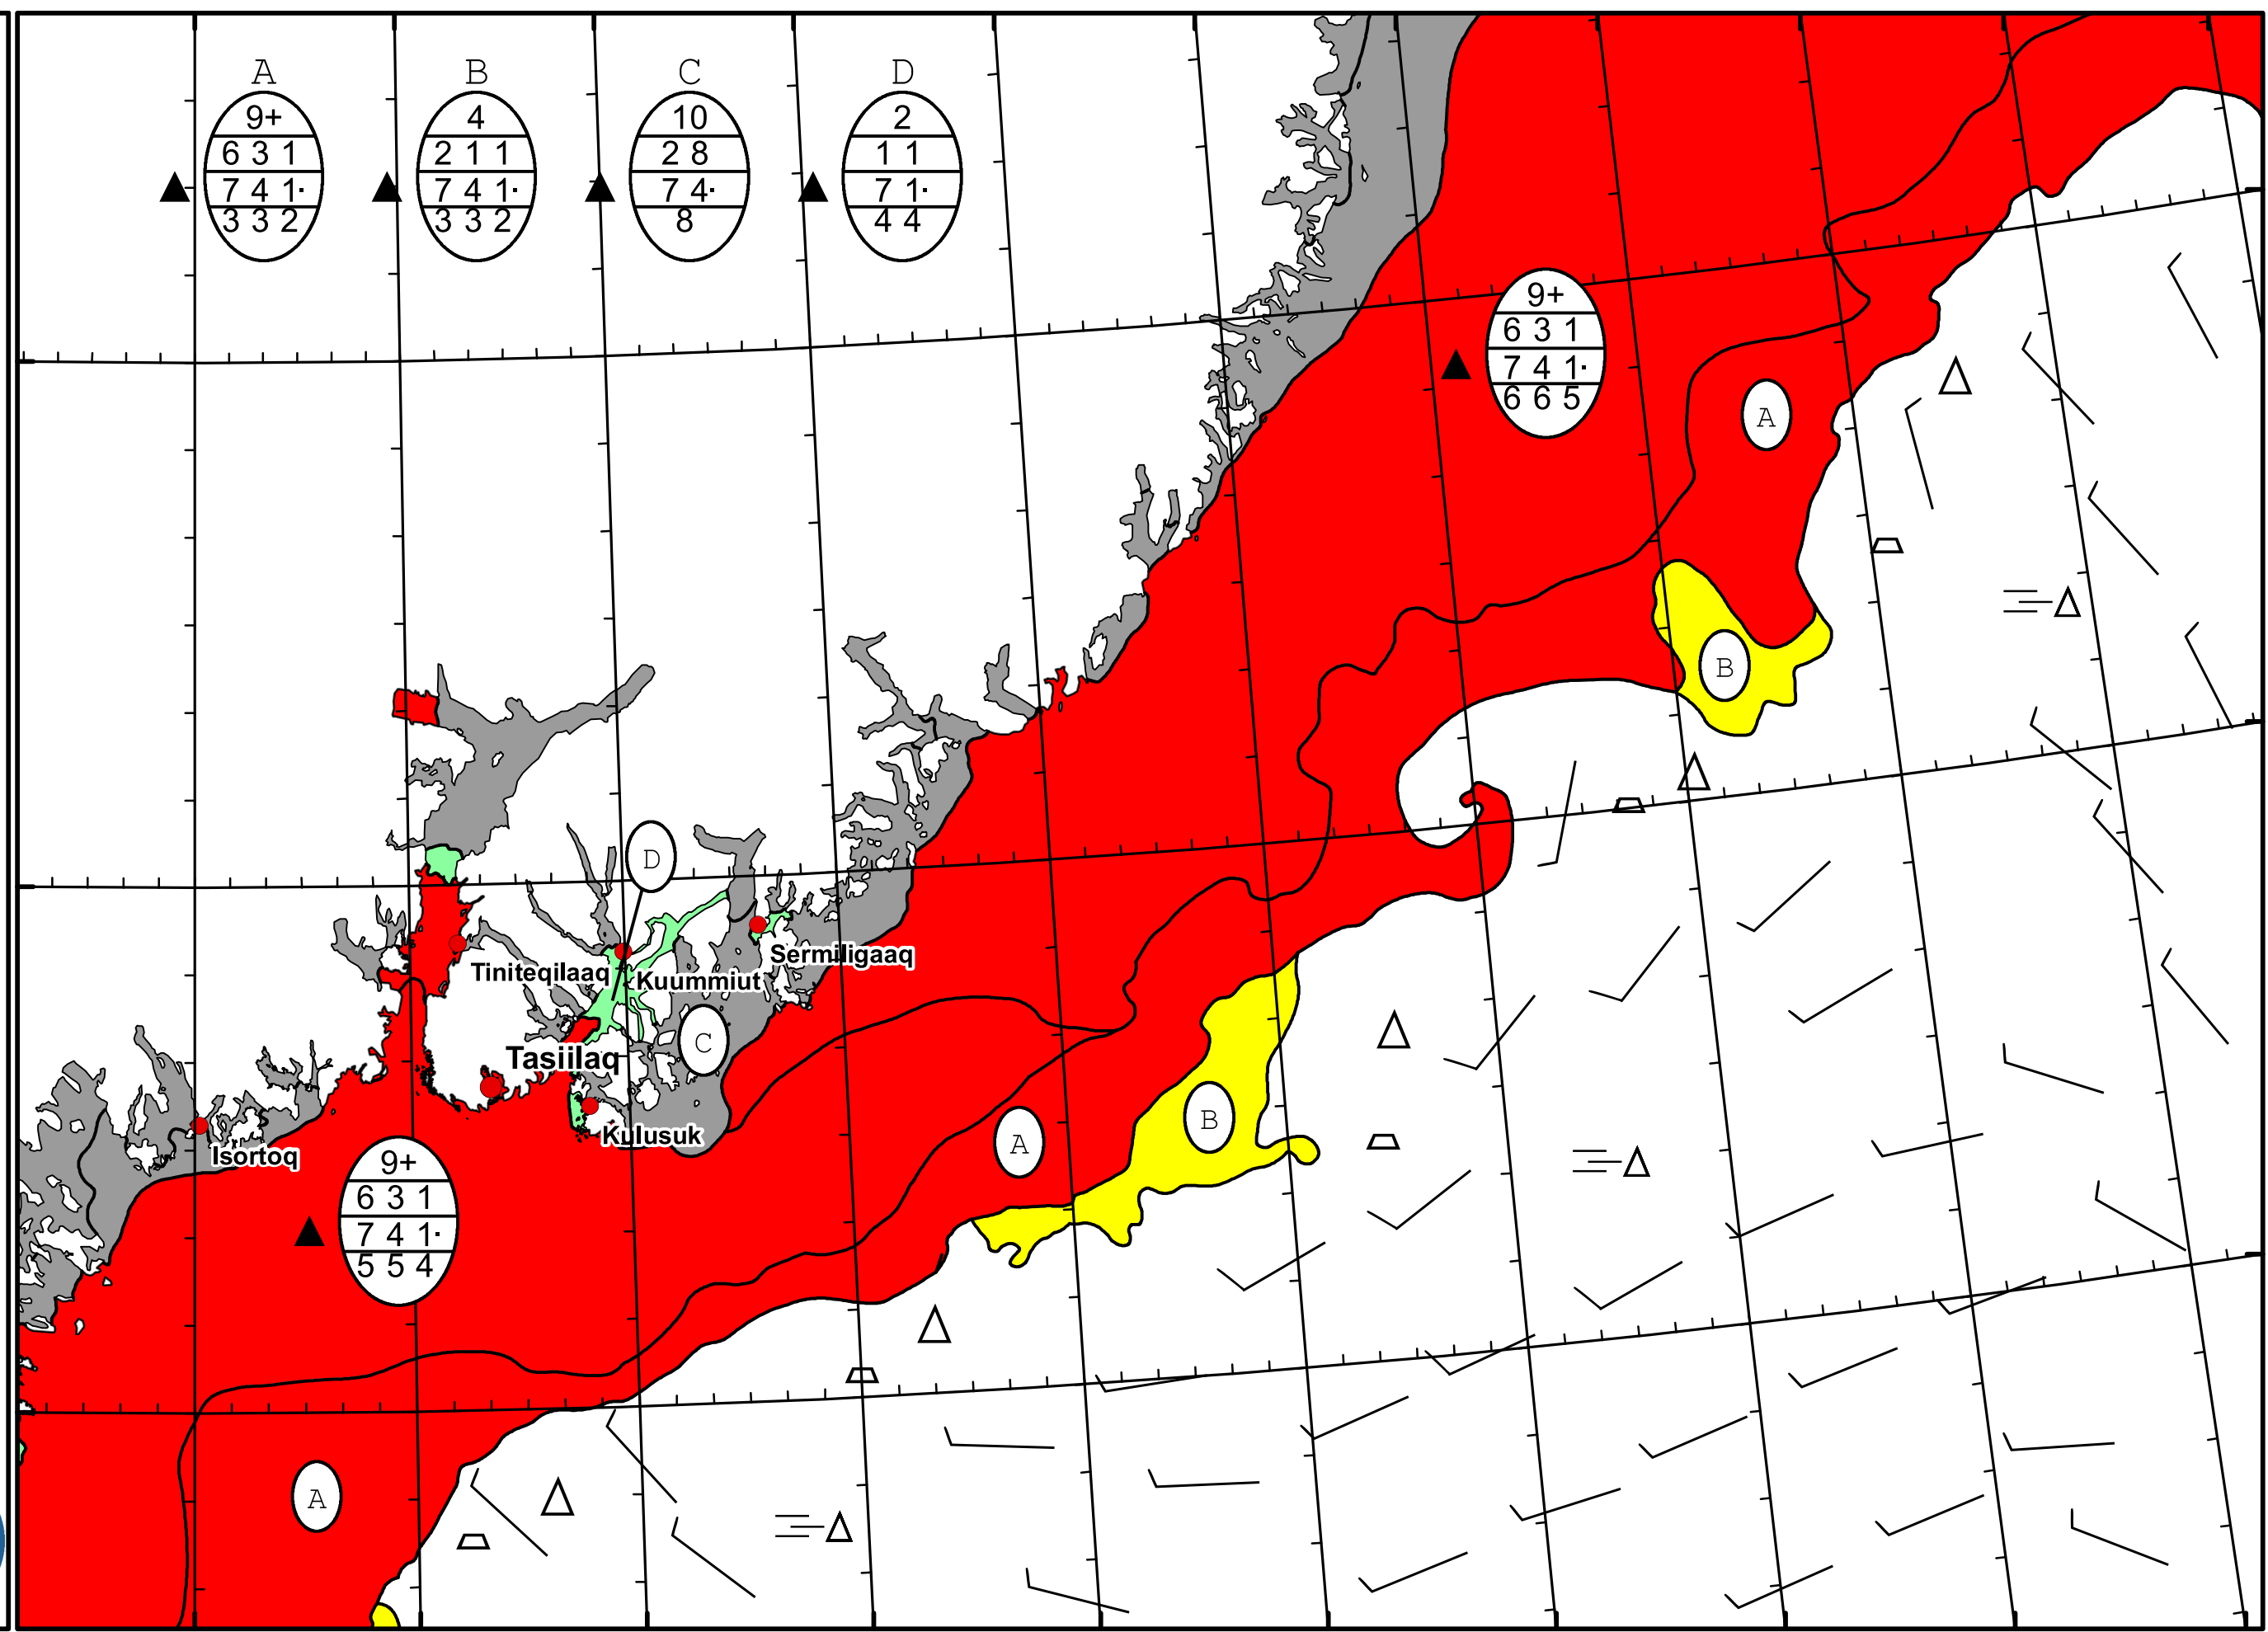 A B C D
9+ 4 10 2
6 3 1 2 1 1 2 8 1 1
7 4 1· 7 4 1· 7 4· 7 1·
3 3 2 3 3 2 8 4 4
9+
6 3 1
7 4 1·
6 6 5
A
B
D
Sermiligaaq
Tiniteqilaaq
Kuummiut
C
Tasiilaq
Kulusuk
B
A
Isortoq
9+
6 3 1
7 4 1·
5 5 4
A